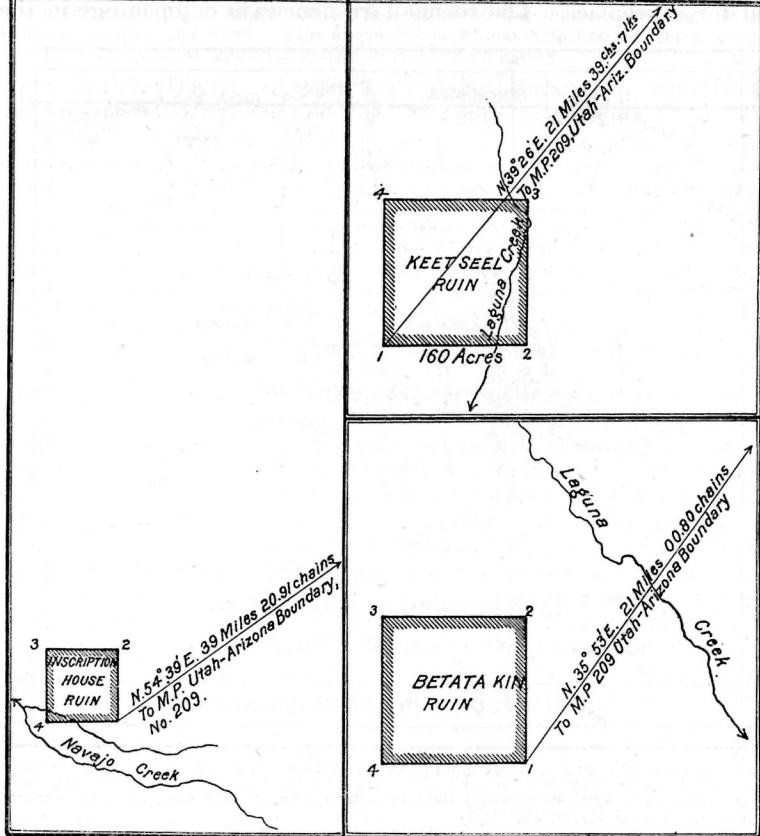 N.39° 26' E. 21 Miles 39.chs. 7 lks
To M.P. 209, Utah-Ariz. Boundary
4
3
KEET SEEL
RUIN
Laguna Creek
1
160 Acres
2
Laguna
Creek
3
2
N. 35° 53' E. 21 Miles 00.80 chains
To M.P 209 Utah-Arizona Boundary
BETATA KIN
RUIN
4
1
3
2
INSCRIPTION
HOUSE
RUIN
N.54° 39' E. 39 Miles 20.91 chains
To M.P. Utah-Arizona Boundary,
No. 209.
Navajo Creek